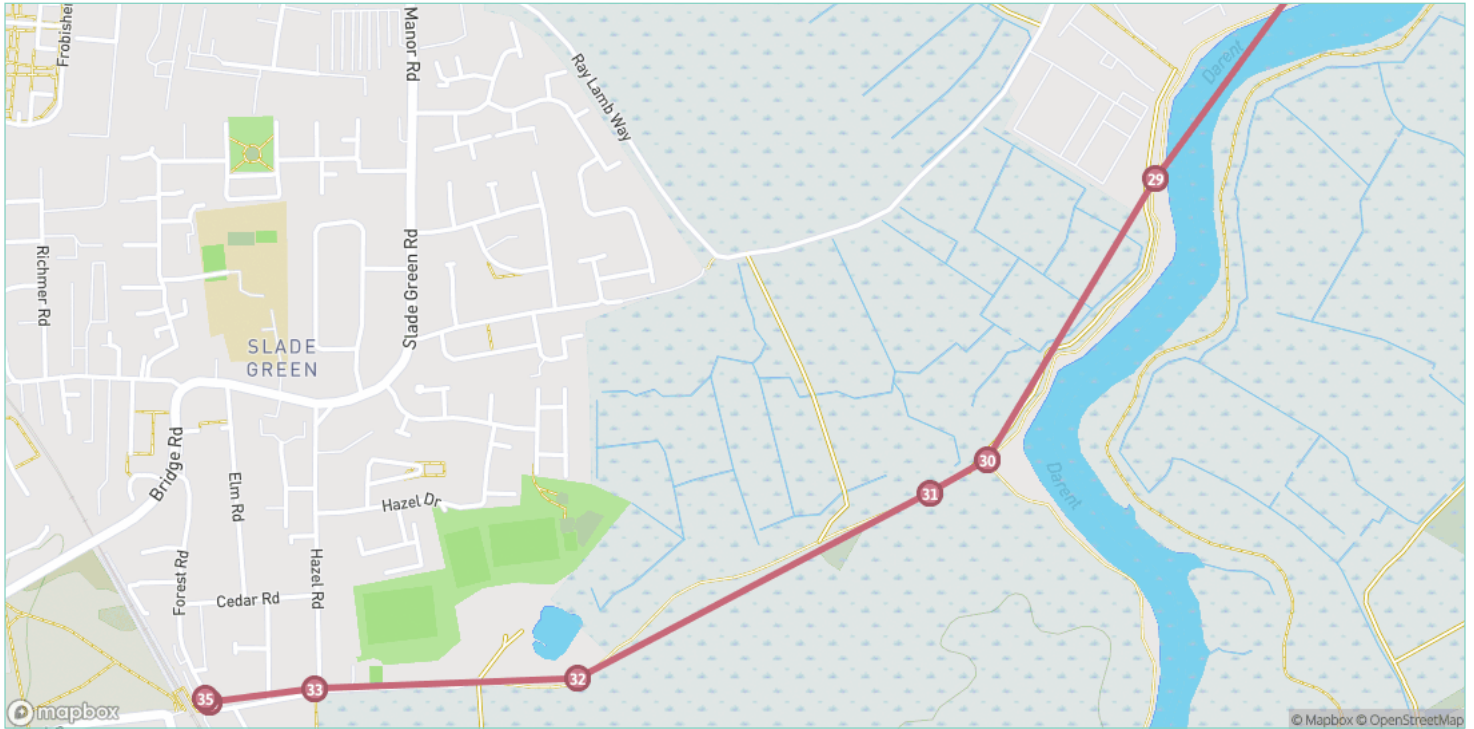 Frobisher
Manor Rd
Ray Lamb Way
Darent
29
Richmer Rd
Slade Green Rd
SLADE
GREEN
Bridge Rd
Elm Rd
Hazel Dr
30
31
Darent
Forest Rd
Hazel Rd
Cedar Rd
32
33
35
mapbox
© Mapbox © OpenStreetMap